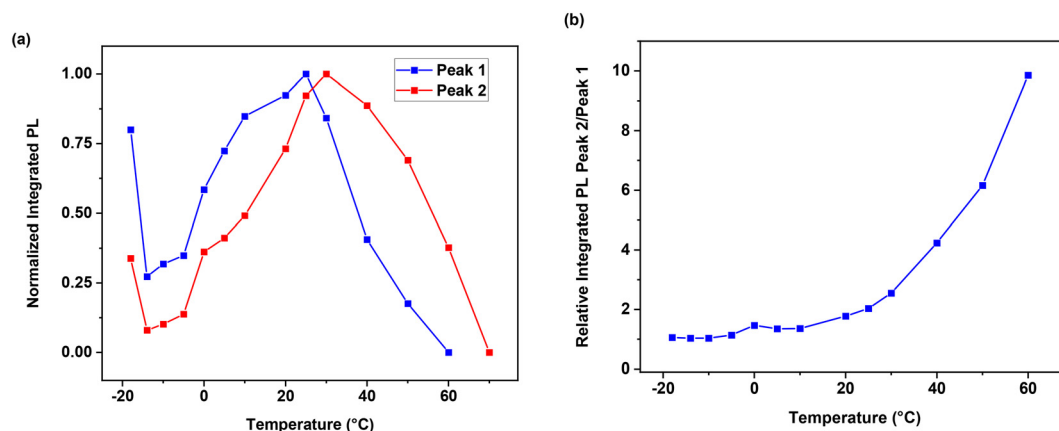 (a)
Normalized Integrated PL
1.00
0.75
0.50
0.25
0.00
-20
0
20
40
60
Temperature (°C)
Peak 1
Peak 2
(b)
Relative Integrated PL Peak 2/Peak 1
10
8
6
4
2
0
-20
0
20
40
60
Temperature (°C)